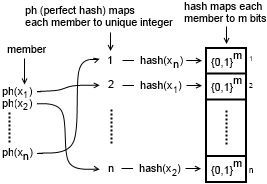 ph (perfect hash) maps
each member to unique integer
hash maps each
member to m bits
member
ph(x1)
ph(x2)
ph(xn)
1
2
n
hash(xn)
hash(x1)
hash(x2)
{0,1}m
1
{0,1}m
2
{0,1}m
n